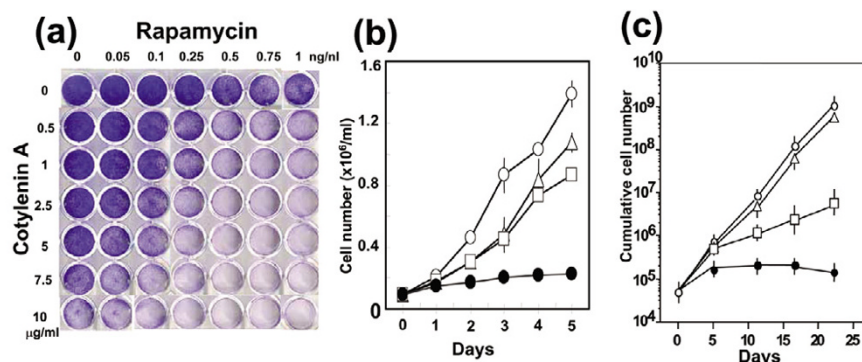 (a)
Rapamycin
0 0.05 0.1 0.25 0.5 0.75 1 ng/nl
Cotylenin A
0
0.5
1
2.5
5
7.5
10
μg/ml
(b)
Cell number (x10⁶/ml)
1.6
1.2
0.8
0.4
0
0 1 2 3 4 5
Days
(c)
Cumulative cell number
10¹⁰
10⁹
10⁸
10⁷
10⁶
10⁵
10⁴
0 5 10 15 20 25
Days